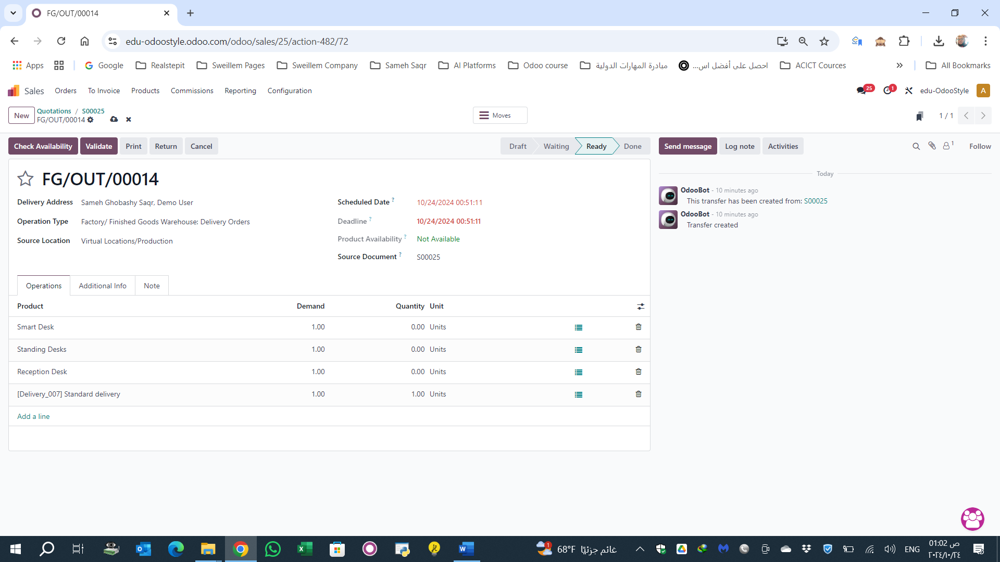 FG/OUT/00014
edu-odoostyle.odoo.com/odoo/sales/25/action-482/72
Apps
Google
Realstepit
Sweillem Pages
Sweillem Company
Sameh Saqr
AI Platforms
Odoo course
مبادرة المهارات الدولية
احصل على أفضل اس...
ACICT Cources
All Bookmarks
Sales
Orders
To Invoice
Products
Commissions
Reporting
Configuration
25
1
edu-OdooStyle
A
New
Quotations / S00025
FG/OUT/00014
Moves
1 / 1
Check Availability
Validate
Print
Return
Cancel
Draft
Waiting
Ready
Done
Send message
Log note
Activities
1
Follow
FG/OUT/00014
Delivery Address Sameh Ghobashy Saqr, Demo User
Operation Type Factory/ Finished Goods Warehouse: Delivery Orders
Source Location Virtual Locations/Production
Scheduled Date ? 10/24/2024 00:51:11
Deadline ? 10/24/2024 00:51:11
Product Availability ? Not Available
Source Document ? S00025
Operations
Additional Info
Note
Product Demand Quantity Unit
Smart Desk 1.00 0.00 Units
Standing Desks 1.00 0.00 Units
Reception Desk 1.00 0.00 Units
[Delivery_007] Standard delivery 1.00 1.00 Units
Add a line
Today
OdooBot - 10 minutes ago
This transfer has been created from: S00025
OdooBot - 10 minutes ago
Transfer created
1
68°F غائم جزئيًا
ENG
01:02 ص
٢٠٢٤/١٠/٢٤